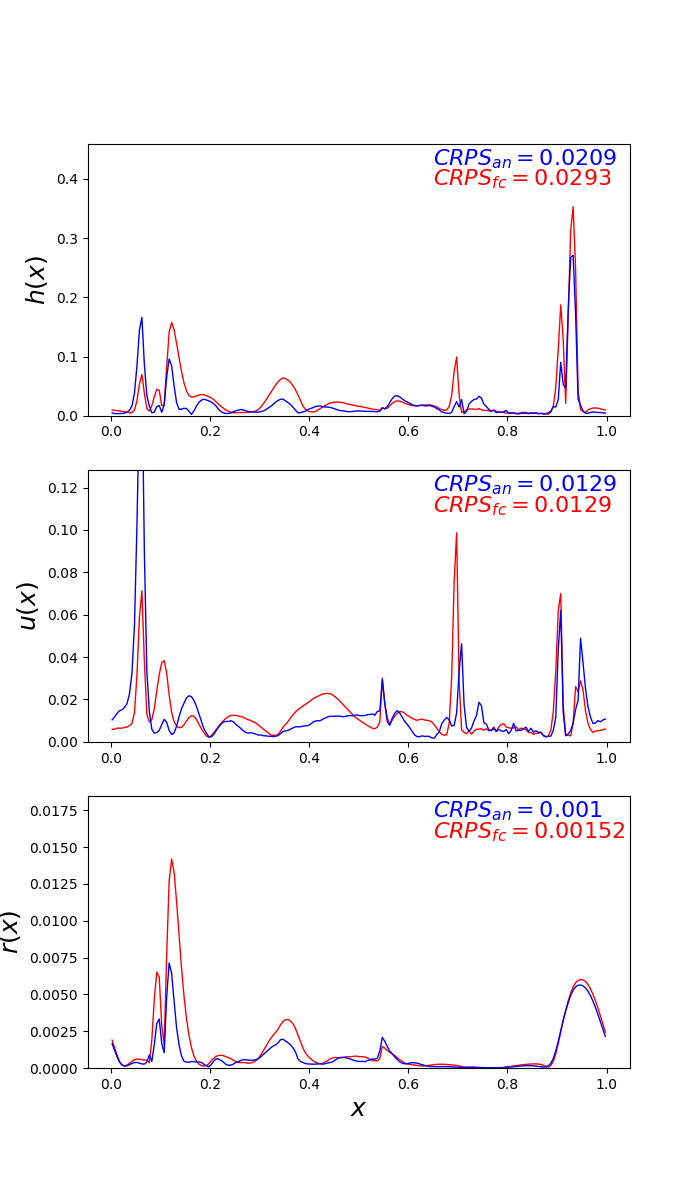 CRPS_an = 0.0209
CRPS_fc = 0.0293
0.4
0.3
0.2
0.1
0.0
h(x)
0.0 0.2 0.4 0.6 0.8 1.0
CRPS_an = 0.0129
CRPS_fc = 0.0129
0.12
0.10
0.08
0.06
0.04
0.02
0.00
u(x)
0.0 0.2 0.4 0.6 0.8 1.0
CRPS_an = 0.001
CRPS_fc = 0.00152
0.0175
0.0150
0.0125
0.0100
0.0075
0.0050
0.0025
0.0000
r(x)
0.0 0.2 0.4 0.6 0.8 1.0
x